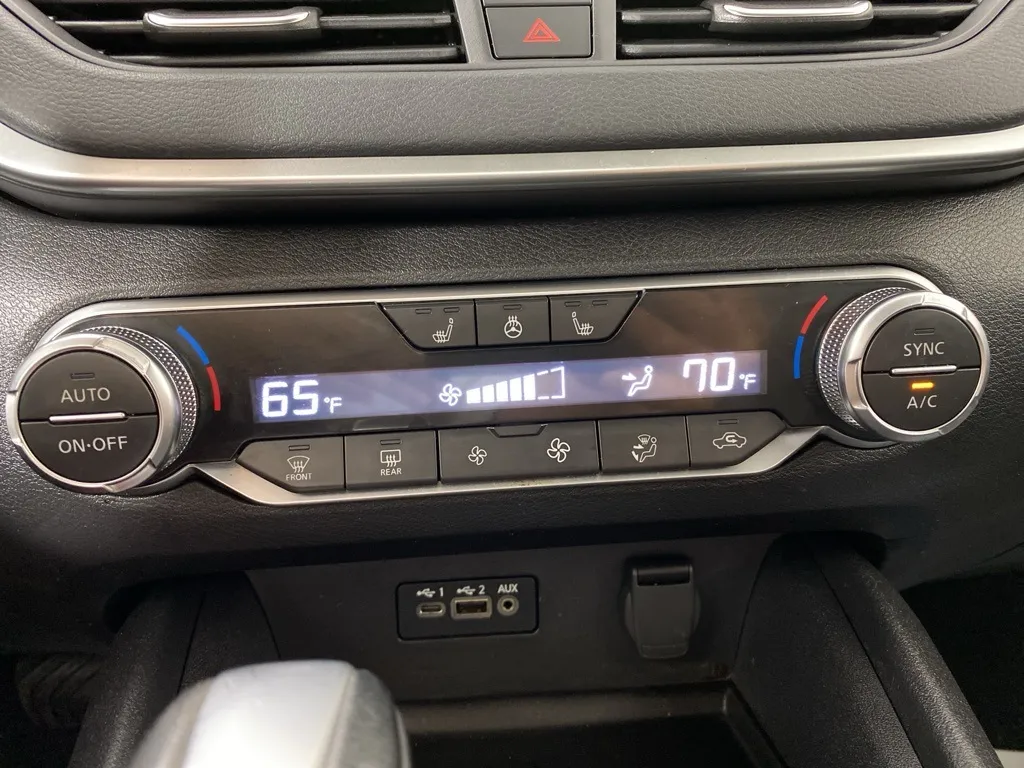 AUTO
ON·OFF
65°F
70°F
SYNC
A/C
FRONT
REAR
1
2
AUX